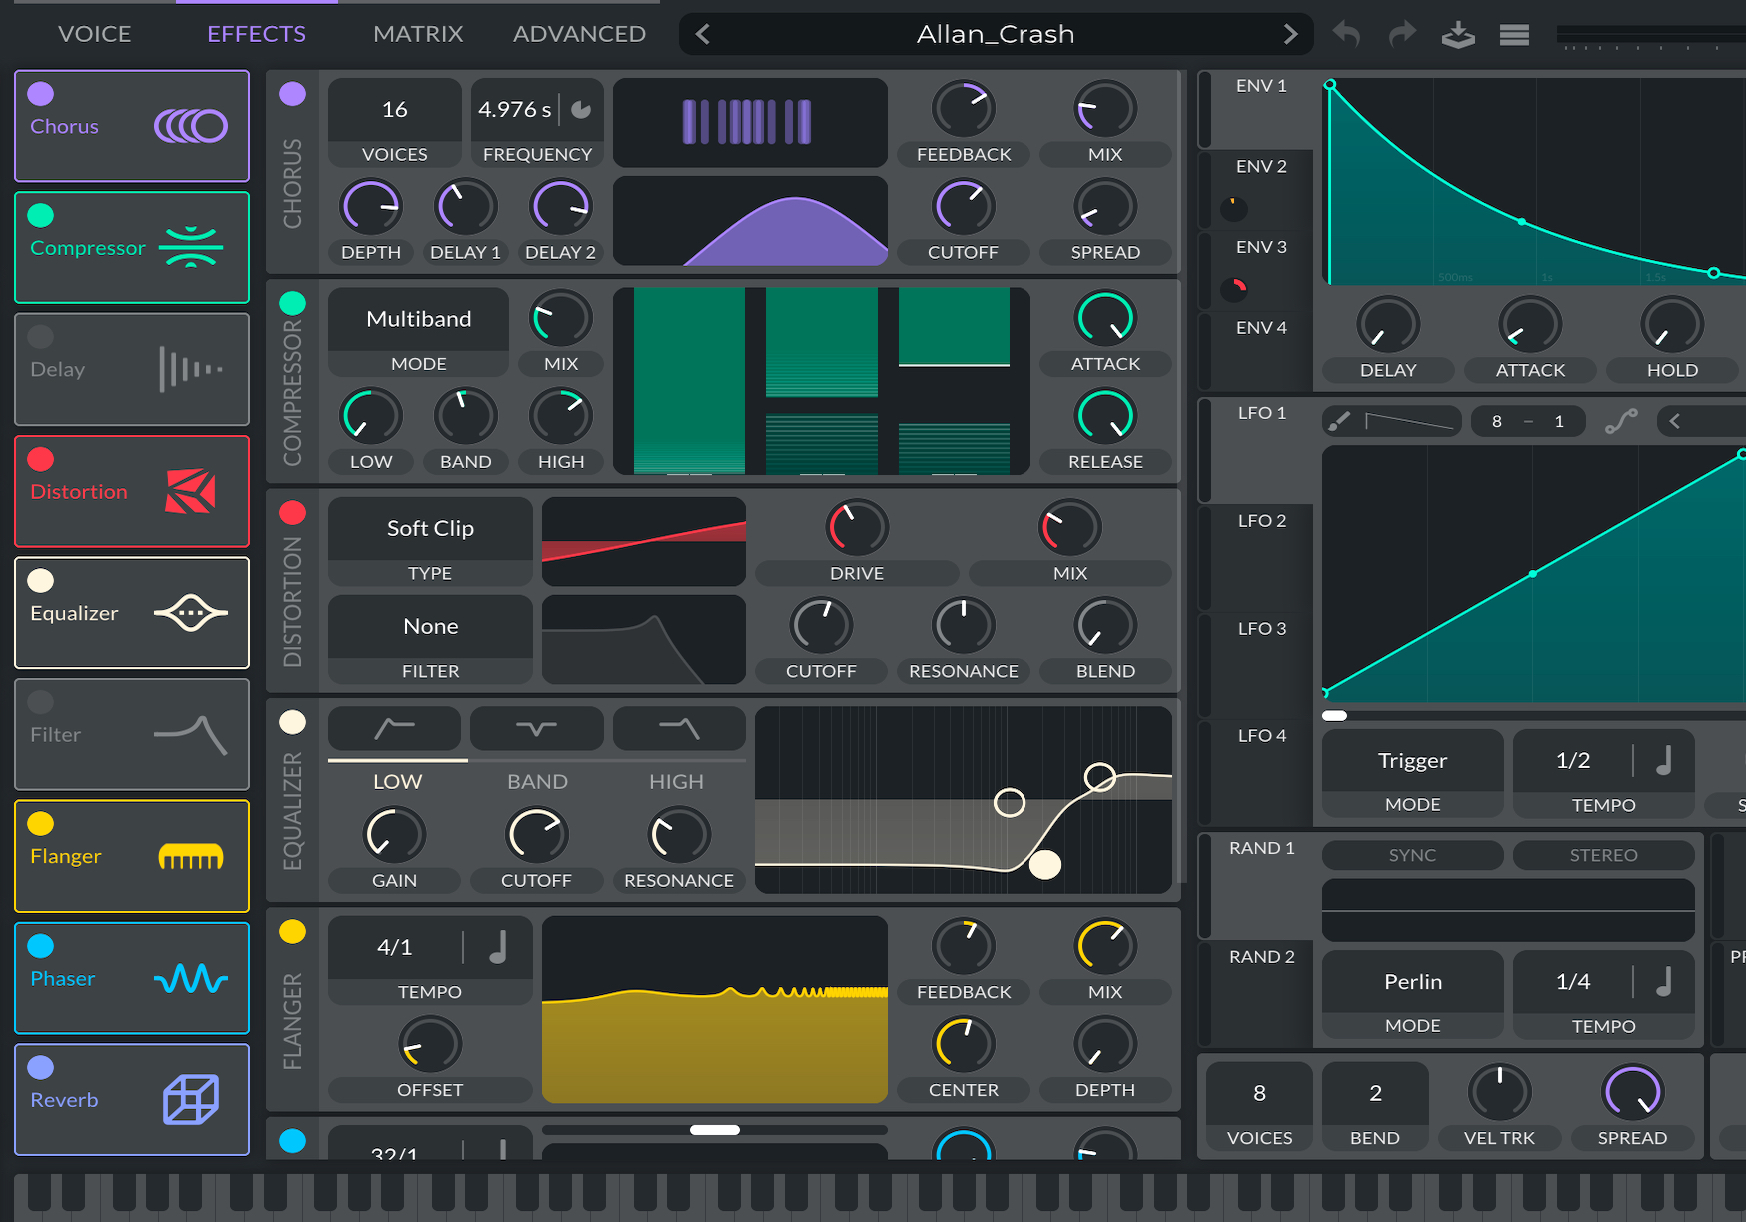 VOICE EFFECTS MATRIX ADVANCED Allan_Crash
Chorus
Compressor
Delay
Distortion
Equalizer
Filter
Flanger
Phaser
Reverb
CHORUS
16 4.976 s
VOICES FREQUENCY FEEDBACK MIX
DEPTH DELAY 1 DELAY 2 CUTOFF SPREAD
COMPRESSOR
Multiband
MODE MIX ATTACK
LOW BAND HIGH RELEASE
DISTORTION
Soft Clip
TYPE DRIVE MIX
None
FILTER CUTOFF RESONANCE BLEND
EQUALIZER
LOW BAND HIGH
GAIN CUTOFF RESONANCE
FLANGER
4/1
TEMPO FEEDBACK MIX
OFFSET CENTER DEPTH
32/1
ENV 1
ENV 2
ENV 3
ENV 4
500ms 1s 1.5s
DELAY ATTACK HOLD
LFO 1
LFO 2
LFO 3
LFO 4
8 – 1
Trigger 1/2
MODE TEMPO S
RAND 1
RAND 2
SYNC STEREO
Perlin 1/4
MODE TEMPO
8 2
VOICES BEND VEL TRK SPREAD